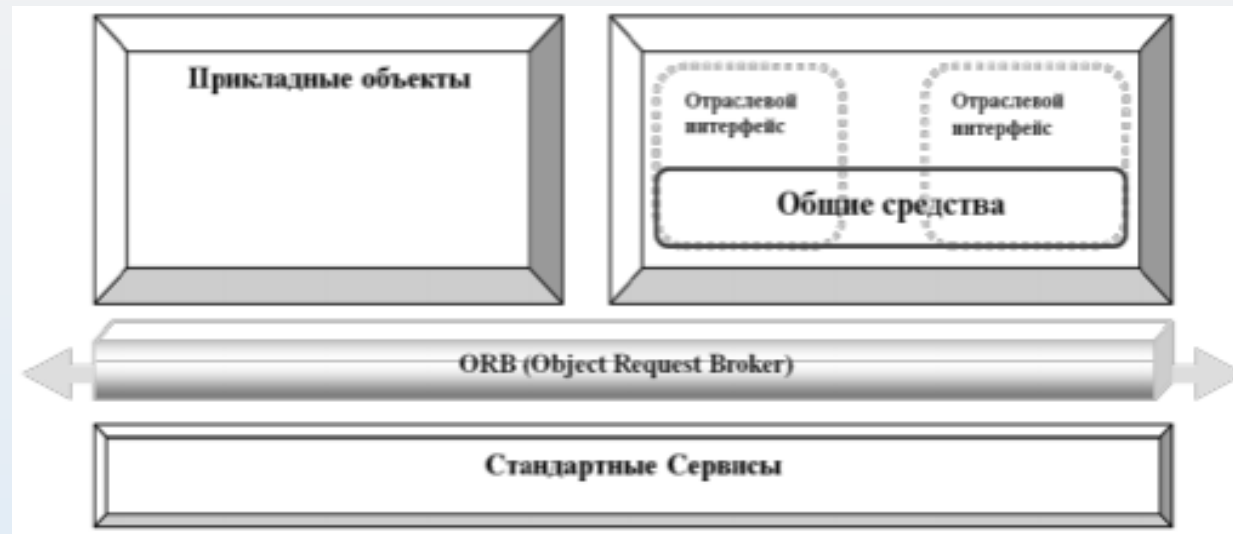 Прикладные объекты
Отраслевой
интерфейс
Отраслевой
интерфейс
Общие средства
ORB (Object Request Broker)
Стандартные Сервисы